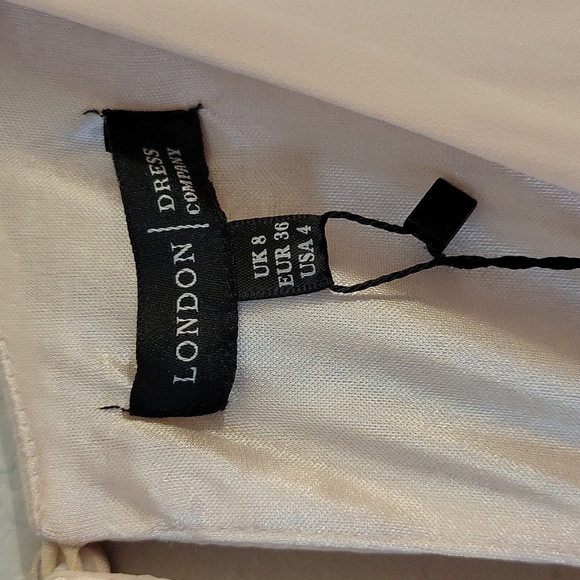 LONDON
DRESS
COMPANY
UK 8
EUR 36
USA 4